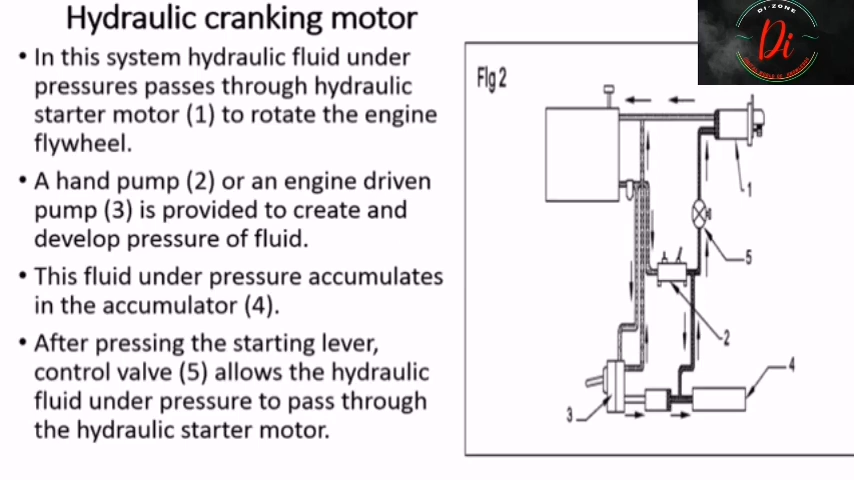 Hydraulic cranking motor
• In this system hydraulic fluid under
pressures passes through hydraulic
starter motor (1) to rotate the engine
flywheel.
• A hand pump (2) or an engine driven
pump (3) is provided to create and
develop pressure of fluid.
• This fluid under pressure accumulates
in the accumulator (4).
• After pressing the starting lever,
control valve (5) allows the hydraulic
fluid under pressure to pass through
the hydraulic starter motor.
FIg 2
1
5
2
4
3
DI-ZONE
Di